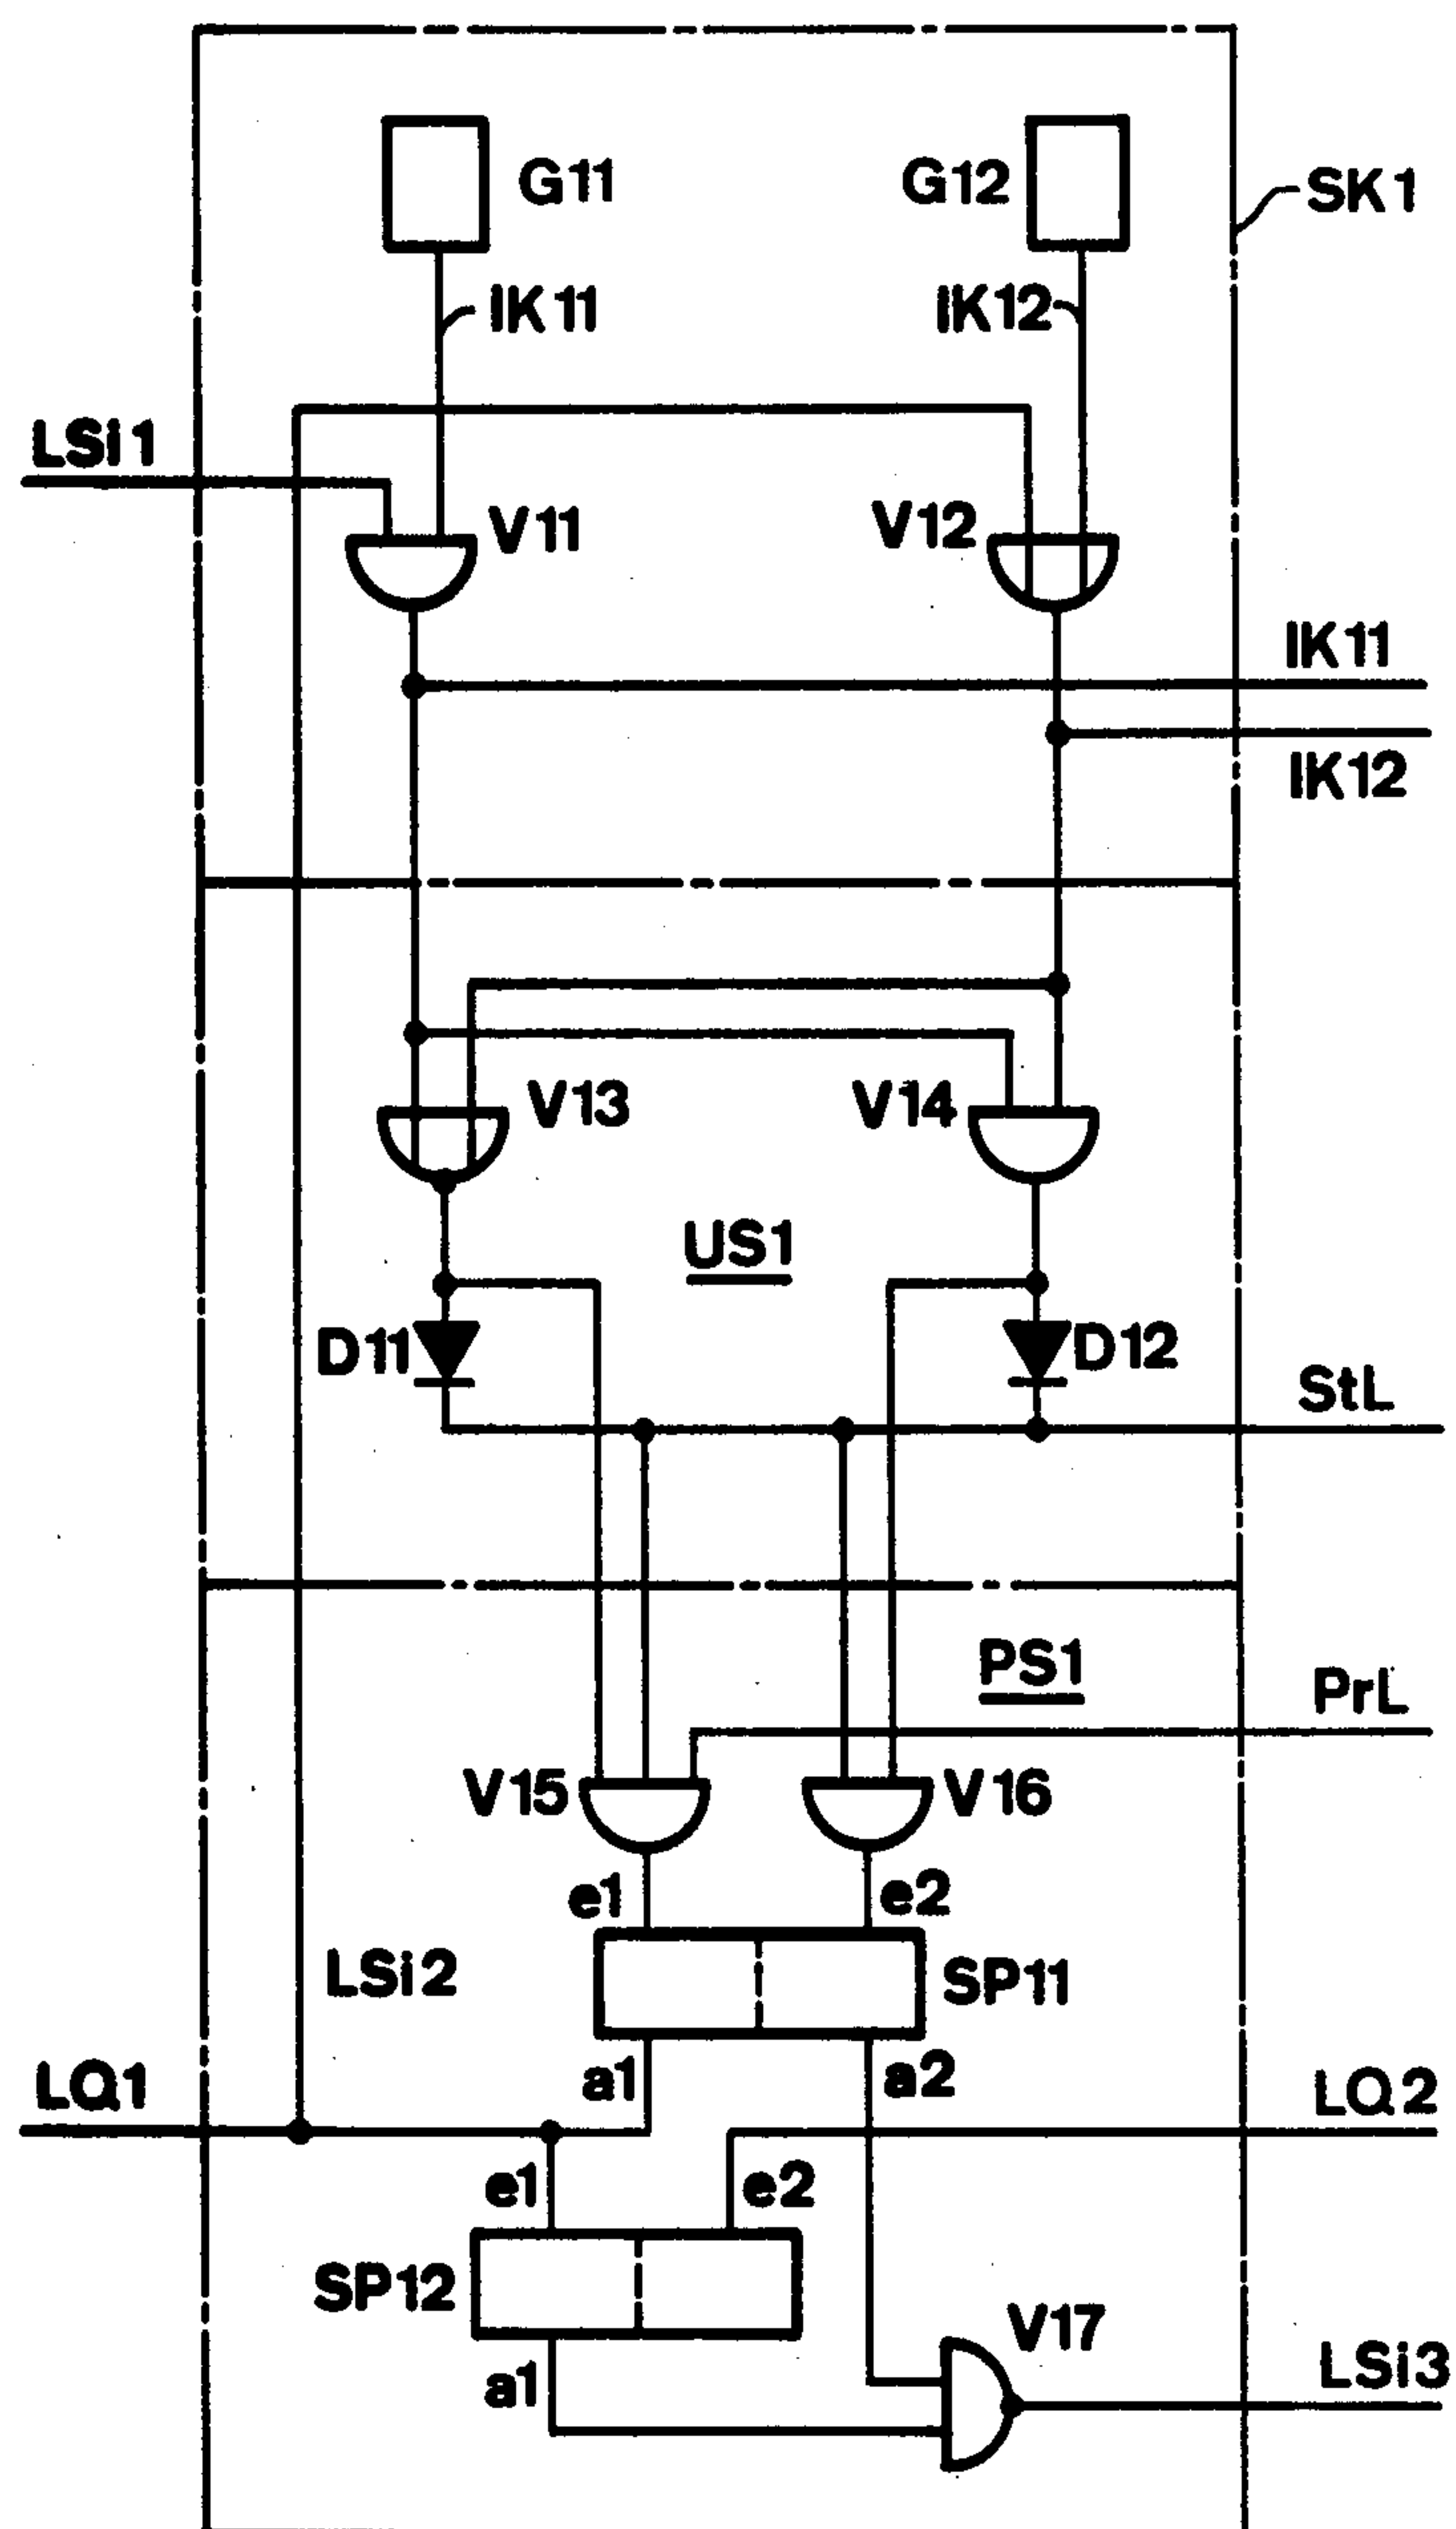 G11
G12
SK1
IK11
IK12
LSi1
V11
V12
IK11
IK12
V13
V14
US1
D11
D12
StL
PS1
PrL
V15
V16
e1
e2
LSi2
SP11
LQ1
a1
a2
LQ2
e1
e2
SP12
V17
a1
LSi3